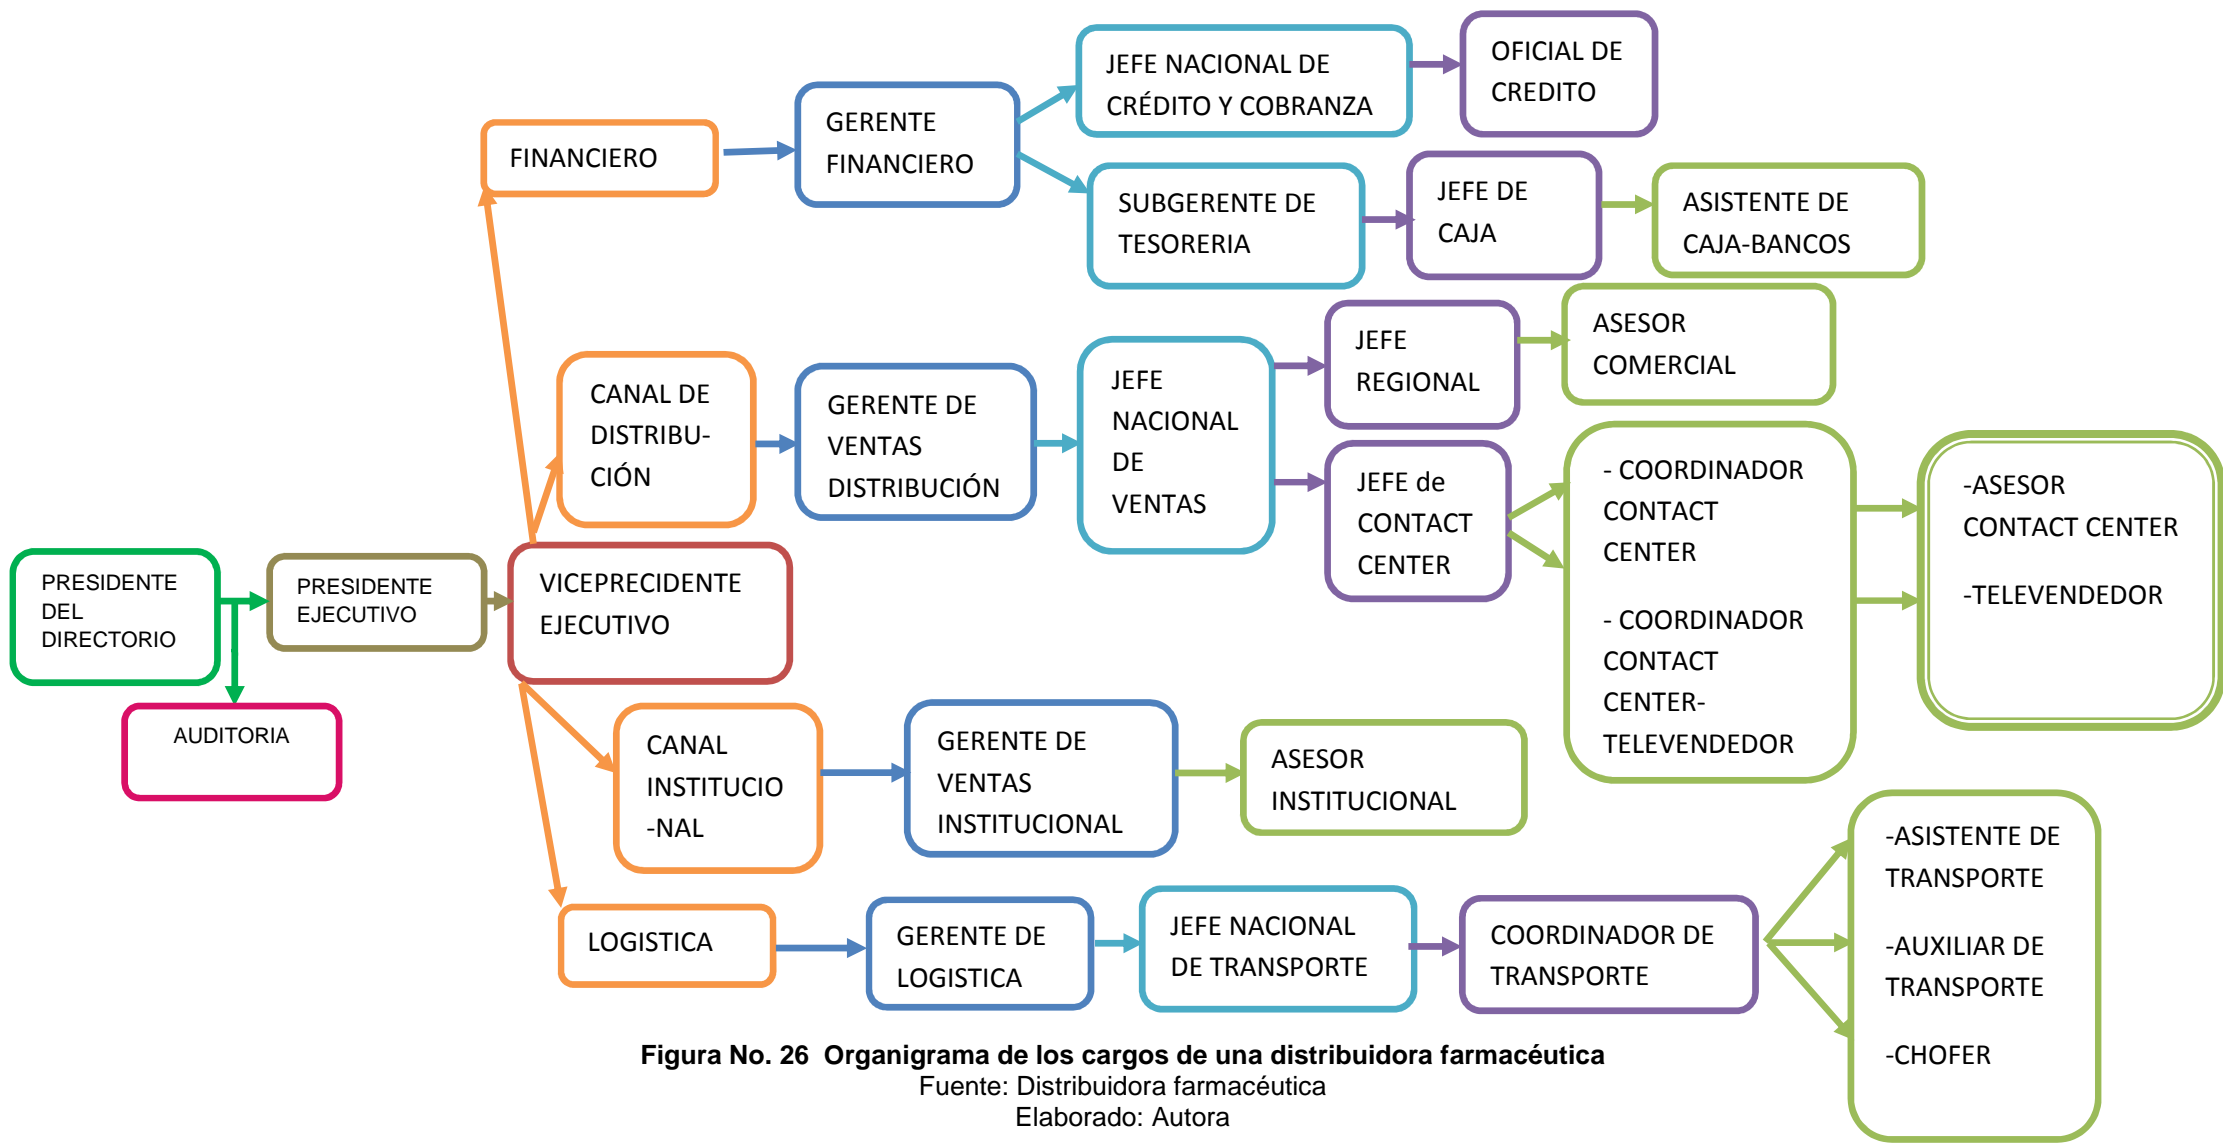 JEFE NACIONAL DE
CRÉDITO Y COBRANZA
OFICIAL DE
CREDITO
FINANCIERO
GERENTE
FINANCIERO
SUBGERENTE DE
TESORERIA
JEFE DE
CAJA
ASISTENTE DE
CAJA-BANCOS
CANAL DE
DISTRIBU-
CIÓN
GERENTE DE
VENTAS
DISTRIBUCIÓN
JEFE
NACIONAL
DE
VENTAS
JEFE
REGIONAL
ASESOR
COMERCIAL
JEFE de
CONTACT
CENTER
- COORDINADOR
CONTACT
CENTER
- COORDINADOR
CONTACT
CENTER-
TELEVENDEDOR
-ASESOR
CONTACT CENTER
-TELEVENDEDOR
PRESIDENTE
DEL
DIRECTORIO
PRESIDENTE
EJECUTIVO
VICEPRECIDENTE
EJECUTIVO
AUDITORIA
CANAL
INSTITUCIO
-NAL
GERENTE DE
VENTAS
INSTITUCIONAL
ASESOR
INSTITUCIONAL
LOGISTICA
GERENTE DE
LOGISTICA
JEFE NACIONAL
DE TRANSPORTE
COORDINADOR DE
TRANSPORTE
-ASISTENTE DE
TRANSPORTE
-AUXILIAR DE
TRANSPORTE
-CHOFER
Figura No. 26  Organigrama de los cargos de una distribuidora farmacéutica
Fuente: Distribuidora farmacéutica
Elaborado: Autora